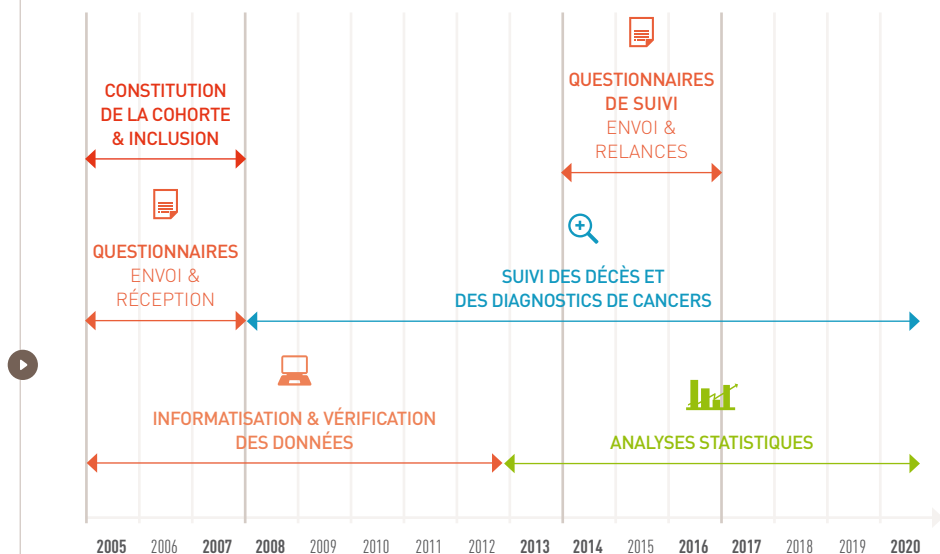 CONSTITUTION
DE LA COHORTE
& INCLUSION
QUESTIONNAIRES
DE SUIVI
ENVOI &
RELANCES
QUESTIONNAIRES
ENVOI &
RÉCEPTION
SUIVI DES DÉCÈS ET
DES DIAGNOSTICS DE CANCERS
INFORMATISATION & VÉRIFICATION
DES DONNÉES
ANALYSES STATISTIQUES
2005 2006 2007 2008 2009 2010 2011 2012 2013 2014 2015 2016 2017 2018 2019 2020